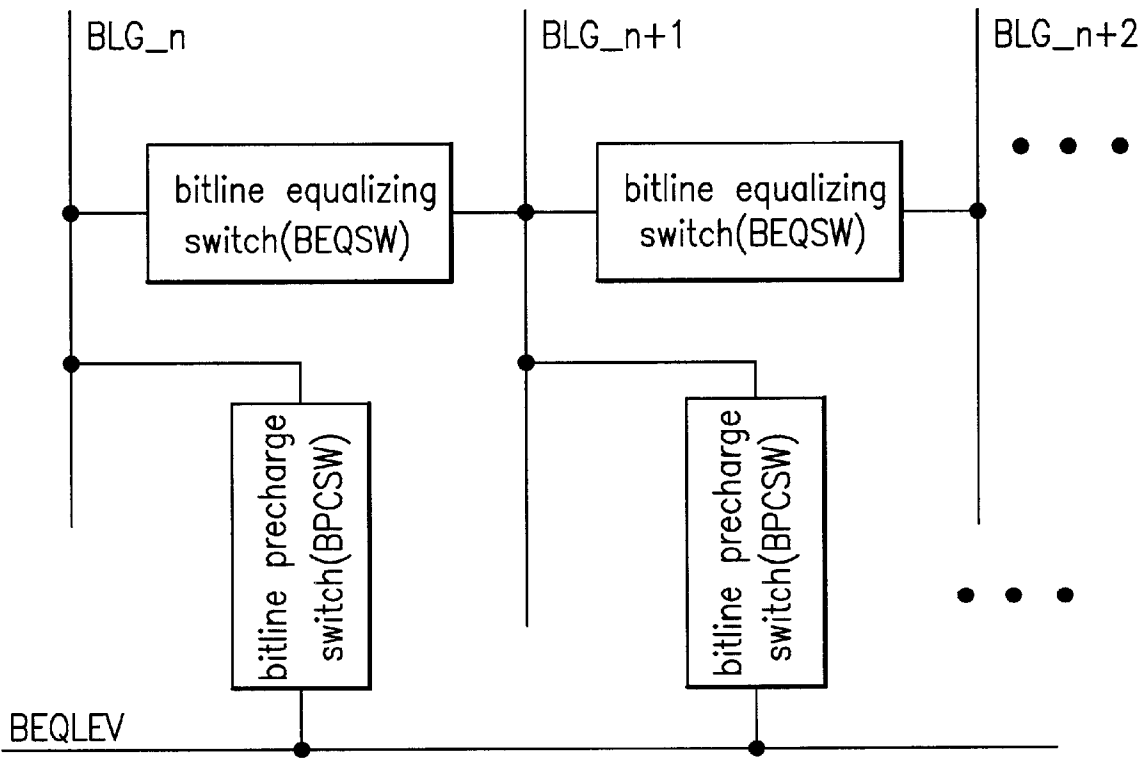 BLG_n
BLG_n+1
BLG_n+2
bitline equalizing
switch(BEQSW)
bitline equalizing
switch(BEQSW)
bitline precharge
switch(BPCSW)
bitline precharge
switch(BPCSW)
BEQLEV